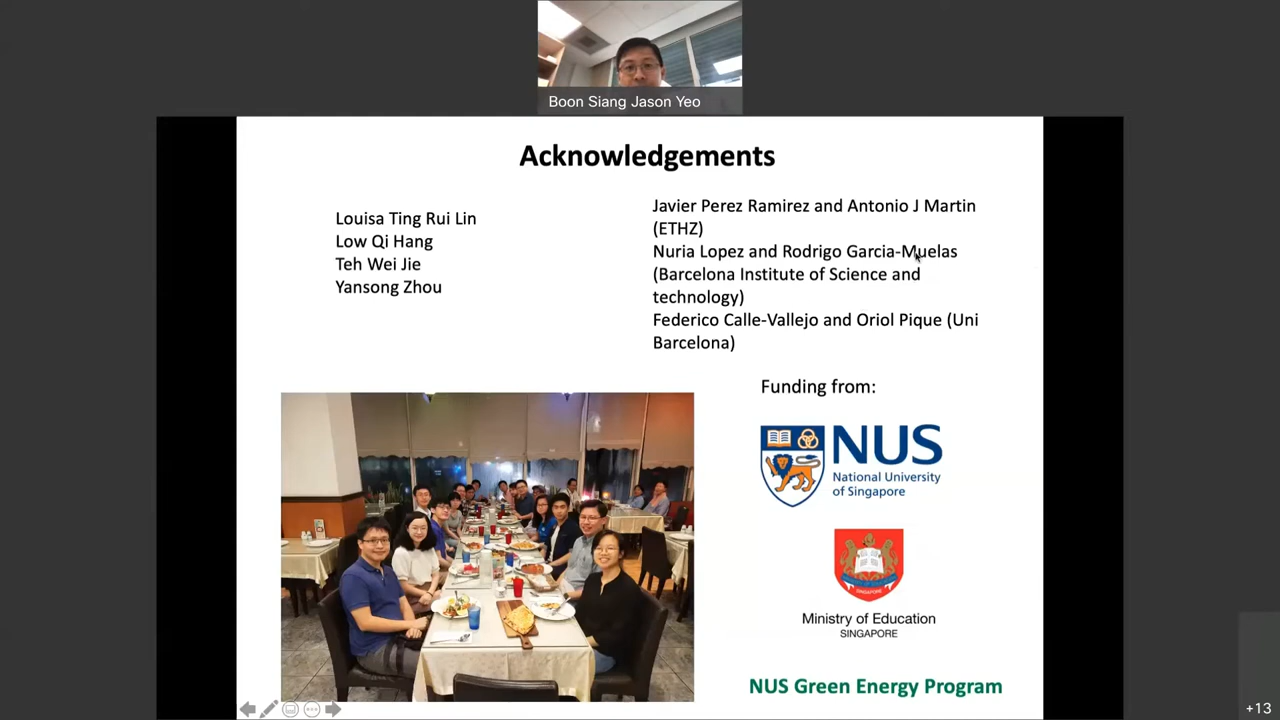 Boon Siang Jason Yeo
Acknowledgements
Louisa Ting Rui Lin
Low Qi Hang
Teh Wei Jie
Yansong Zhou
Javier Perez Ramirez and Antonio J Martin
(ETHZ)
Nuria Lopez and Rodrigo Garcia-Muelas
(Barcelona Institute of Science and
technology)
Federico Calle-Vallejo and Oriol Pique (Uni
Barcelona)
Funding from:
NUS
National University
of Singapore
Ministry of Education
SINGAPORE
NUS Green Energy Program
+13